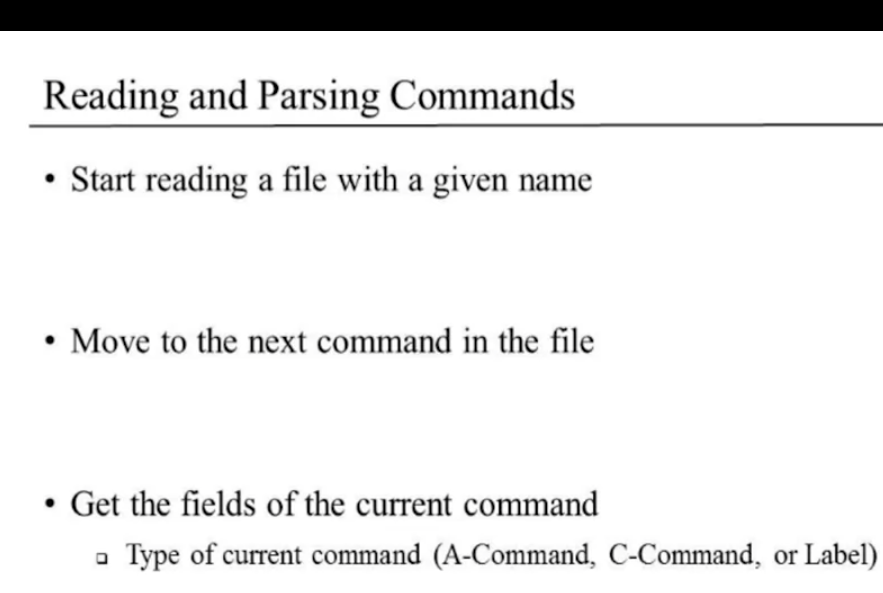 Reading and Parsing Commands
• Start reading a file with a given name
• Move to the next command in the file
• Get the fields of the current command
❑ Type of current command (A-Command, C-Command, or Label)